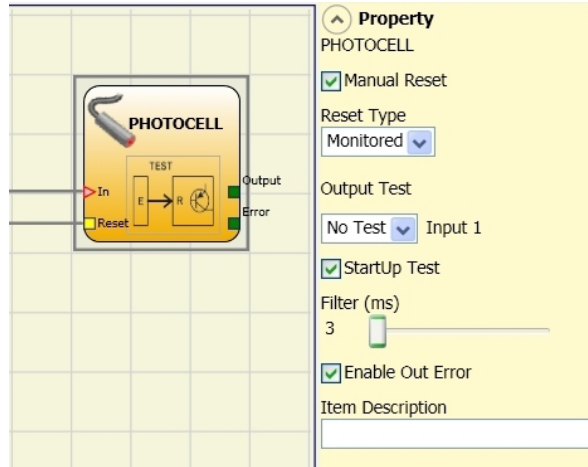 PHOTOCELL
TEST
In
E
R
Output
Reset
Error
Property
PHOTOCELL
Manual Reset
Reset Type
Monitored
Output Test
No Test Input 1
StartUp Test
Filter (ms)
3
Enable Out Error
Item Description